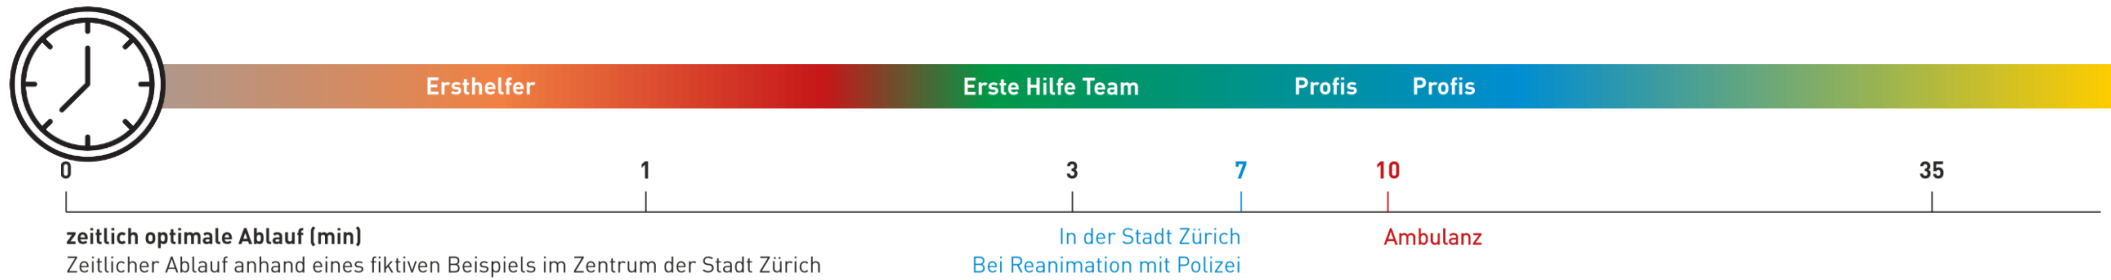 Ersthelfer Erste Hilfe Team Profis Profis
0 1 3 7 10 35
zeitlich optimale Ablauf (min) In der Stadt Zürich Ambulanz
Zeitlicher Ablauf anhand eines fiktiven Beispiels im Zentrum der Stadt Zürich Bei Reanimation mit Polizei